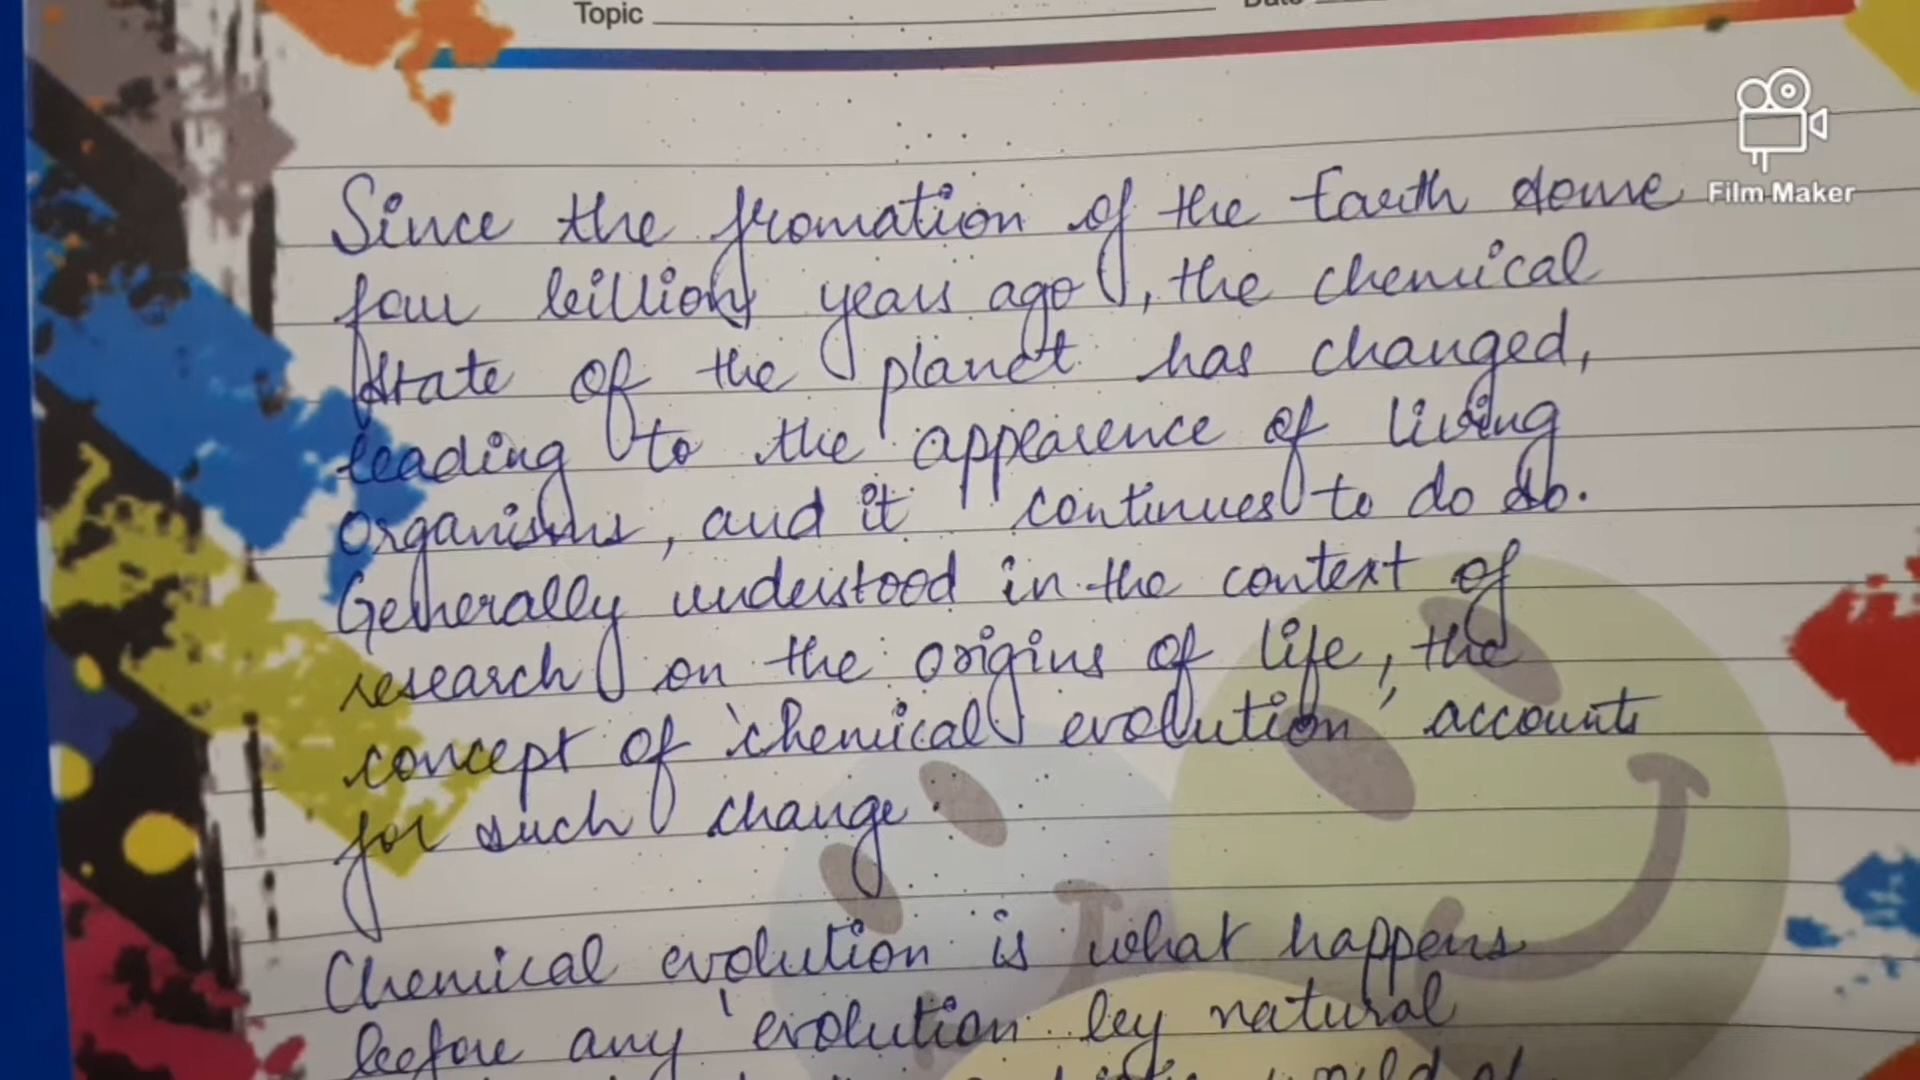 Topic
Since the fromation of the Earth some
Film Maker
four billions years ago, the chemical
state of the planet has changed,
leading to the appearence of living
organisms, and it continues to do so.
Generally understood in the context of
research on the origins of life, the
concept of 'chemical evolution' accounts
for such change
Chemical evolution is what happens
before any 'evolution by natural